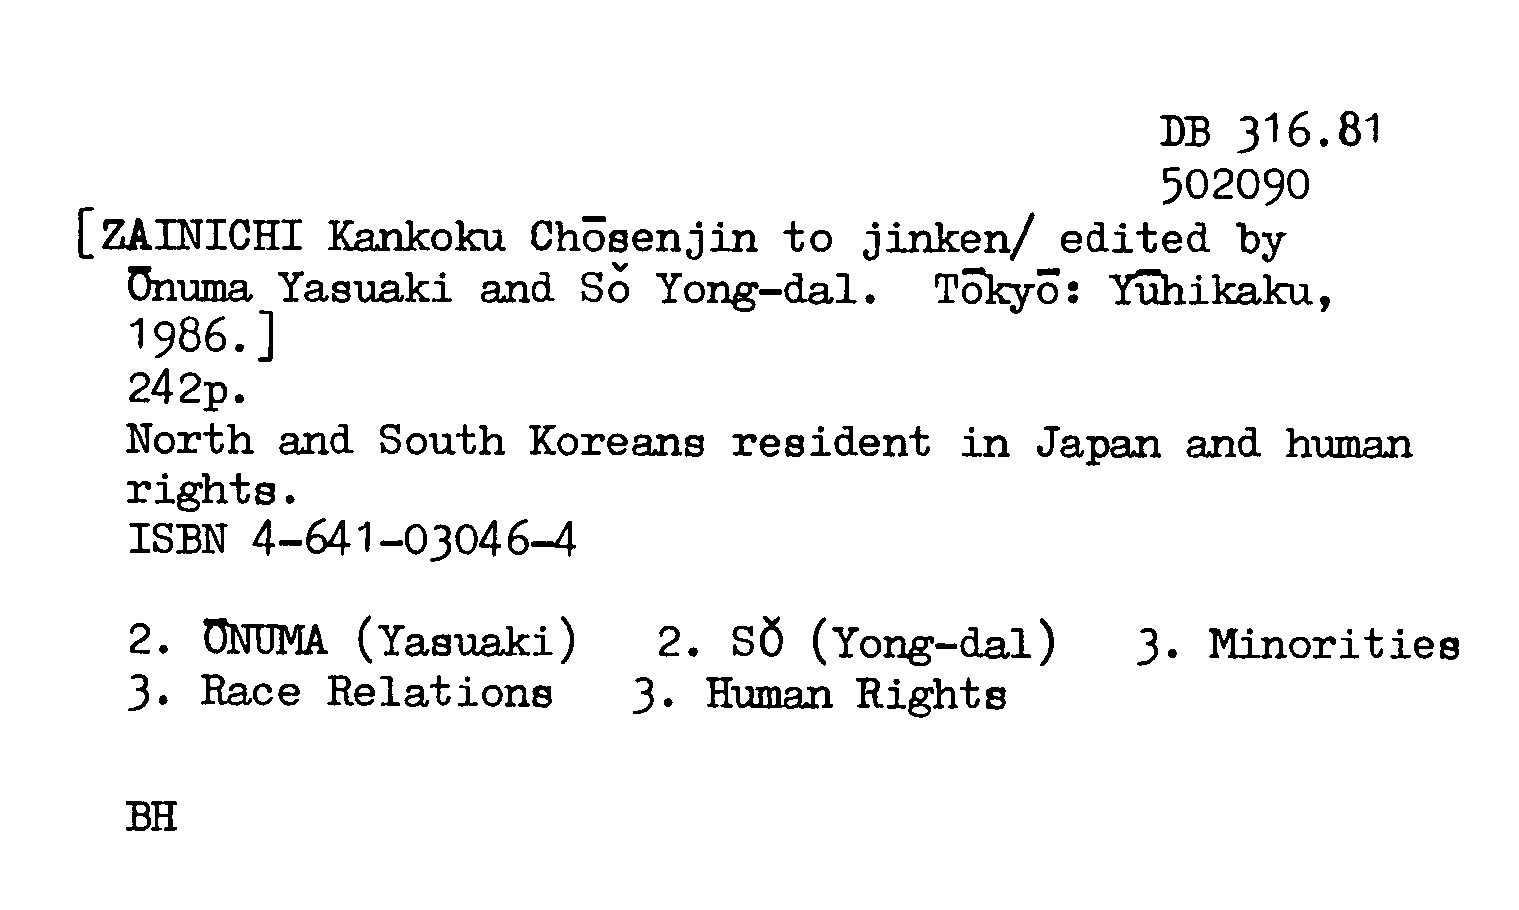 DB 316.81
502090
[ZAINICHI Kankoku Chōsenjin to jinken/ edited by
Ōnuma Yasuaki and Sǒ Yong-dal. Tōkyō: Yūhikaku,
1986.]
242p.
North and South Koreans resident in Japan and human
rights.
ISBN 4-641-03046-4
2. ŌNUMA (Yasuaki) 2. SǑ (Yong-dal) 3. Minorities
3. Race Relations 3. Human Rights
BH